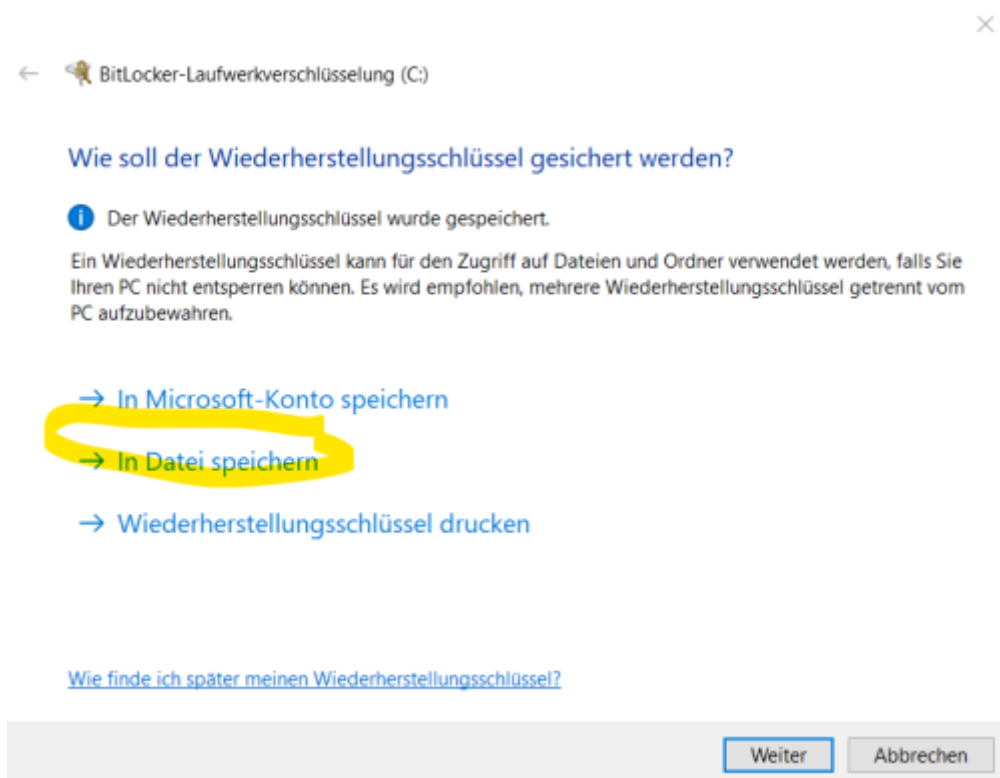 BitLocker-Laufwerkverschlüsselung (C:)
Wie soll der Wiederherstellungsschlüssel gesichert werden?
Der Wiederherstellungsschlüssel wurde gespeichert.
Ein Wiederherstellungsschlüssel kann für den Zugriff auf Dateien und Ordner verwendet werden, falls Sie
Ihren PC nicht entsperren können. Es wird empfohlen, mehrere Wiederherstellungsschlüssel getrennt vom
PC aufzubewahren.
In Microsoft-Konto speichern
In Datei speichern
Wiederherstellungsschlüssel drucken
Wie finde ich später meinen Wiederherstellungsschlüssel?
Weiter Abbrechen